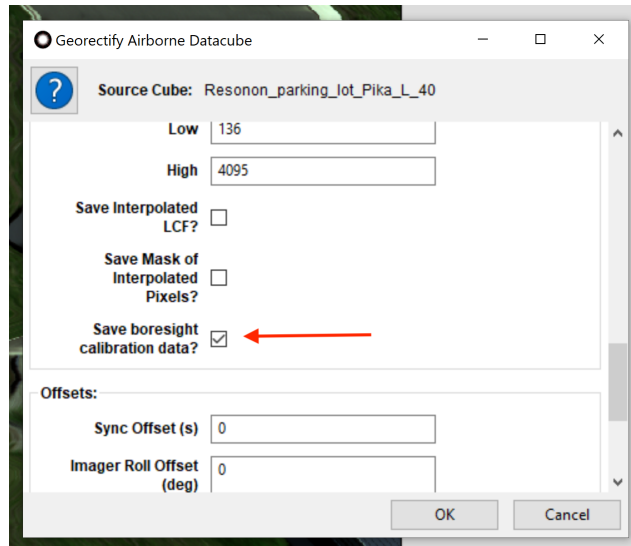 Georectify Airborne Datacube
?
Source Cube: Resonon_parking_lot_Pika_L_40
Low 136
High 4095
Save Interpolated
LCF?
Save Mask of
Interpolated
Pixels?
Save boresight
calibration data?
Offsets:
Sync Offset (s) 0
Imager Roll Offset 0
(deg)
OK Cancel